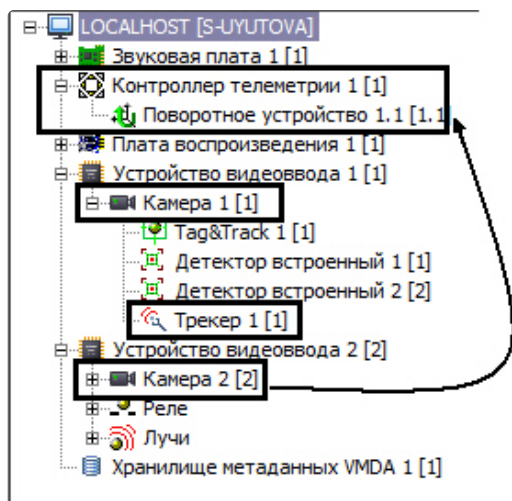 LOCALHOST [S-UYUTOVA]
Звуковая плата 1 [1]
Контроллер телеметрии 1 [1]
Поворотное устройство 1.1 [1.1
Плата воспроизведения 1 [1]
Устройство видеоввода 1 [1]
Камера 1 [1]
Tag&Track 1 [1]
Детектор встроенный 1 [1]
Детектор встроенный 2 [2]
Трекер 1 [1]
Устройство видеоввода 2 [2]
Камера 2 [2]
Реле
Лучи
Хранилище метаданных VMDA 1 [1]